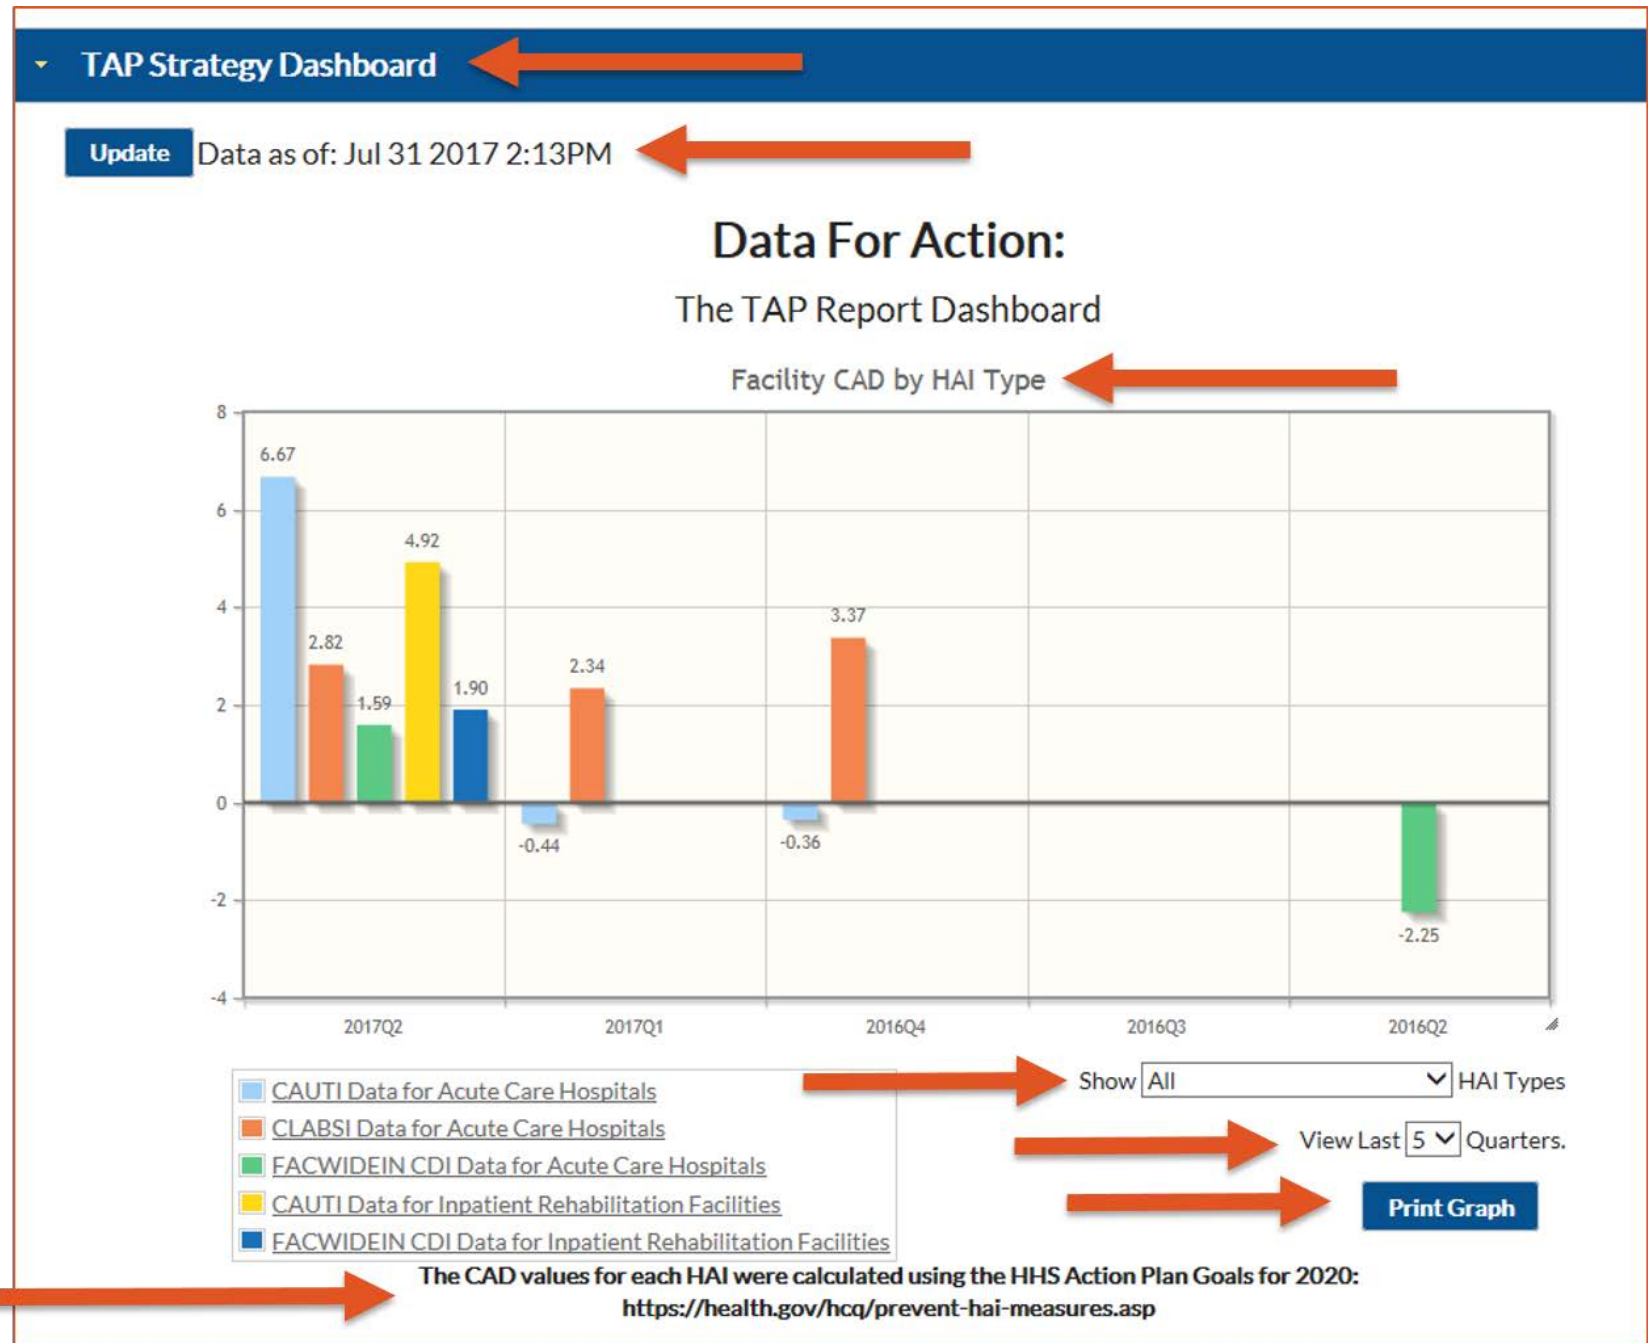 TAP Strategy Dashboard
Update Data as of: Jul 31 2017 2:13PM
Data For Action:
The TAP Report Dashboard
Facility CAD by HAI Type
8
6.67
6
4.92
4
3.37
2.82
2.34
2
1.59
1.90
0
-0.44
-0.36
-2
-2.25
-4
2017Q2 2017Q1 2016Q4 2016Q3 2016Q2
CAUTI Data for Acute Care Hospitals
CLABSI Data for Acute Care Hospitals
FACWIDEIN CDI Data for Acute Care Hospitals
CAUTI Data for Inpatient Rehabilitation Facilities
FACWIDEIN CDI Data for Inpatient Rehabilitation Facilities
Show All HAI Types
View Last 5 Quarters.
Print Graph
The CAD values for each HAI were calculated using the HHS Action Plan Goals for 2020:
https://health.gov/hcq/prevent-hai-measures.asp